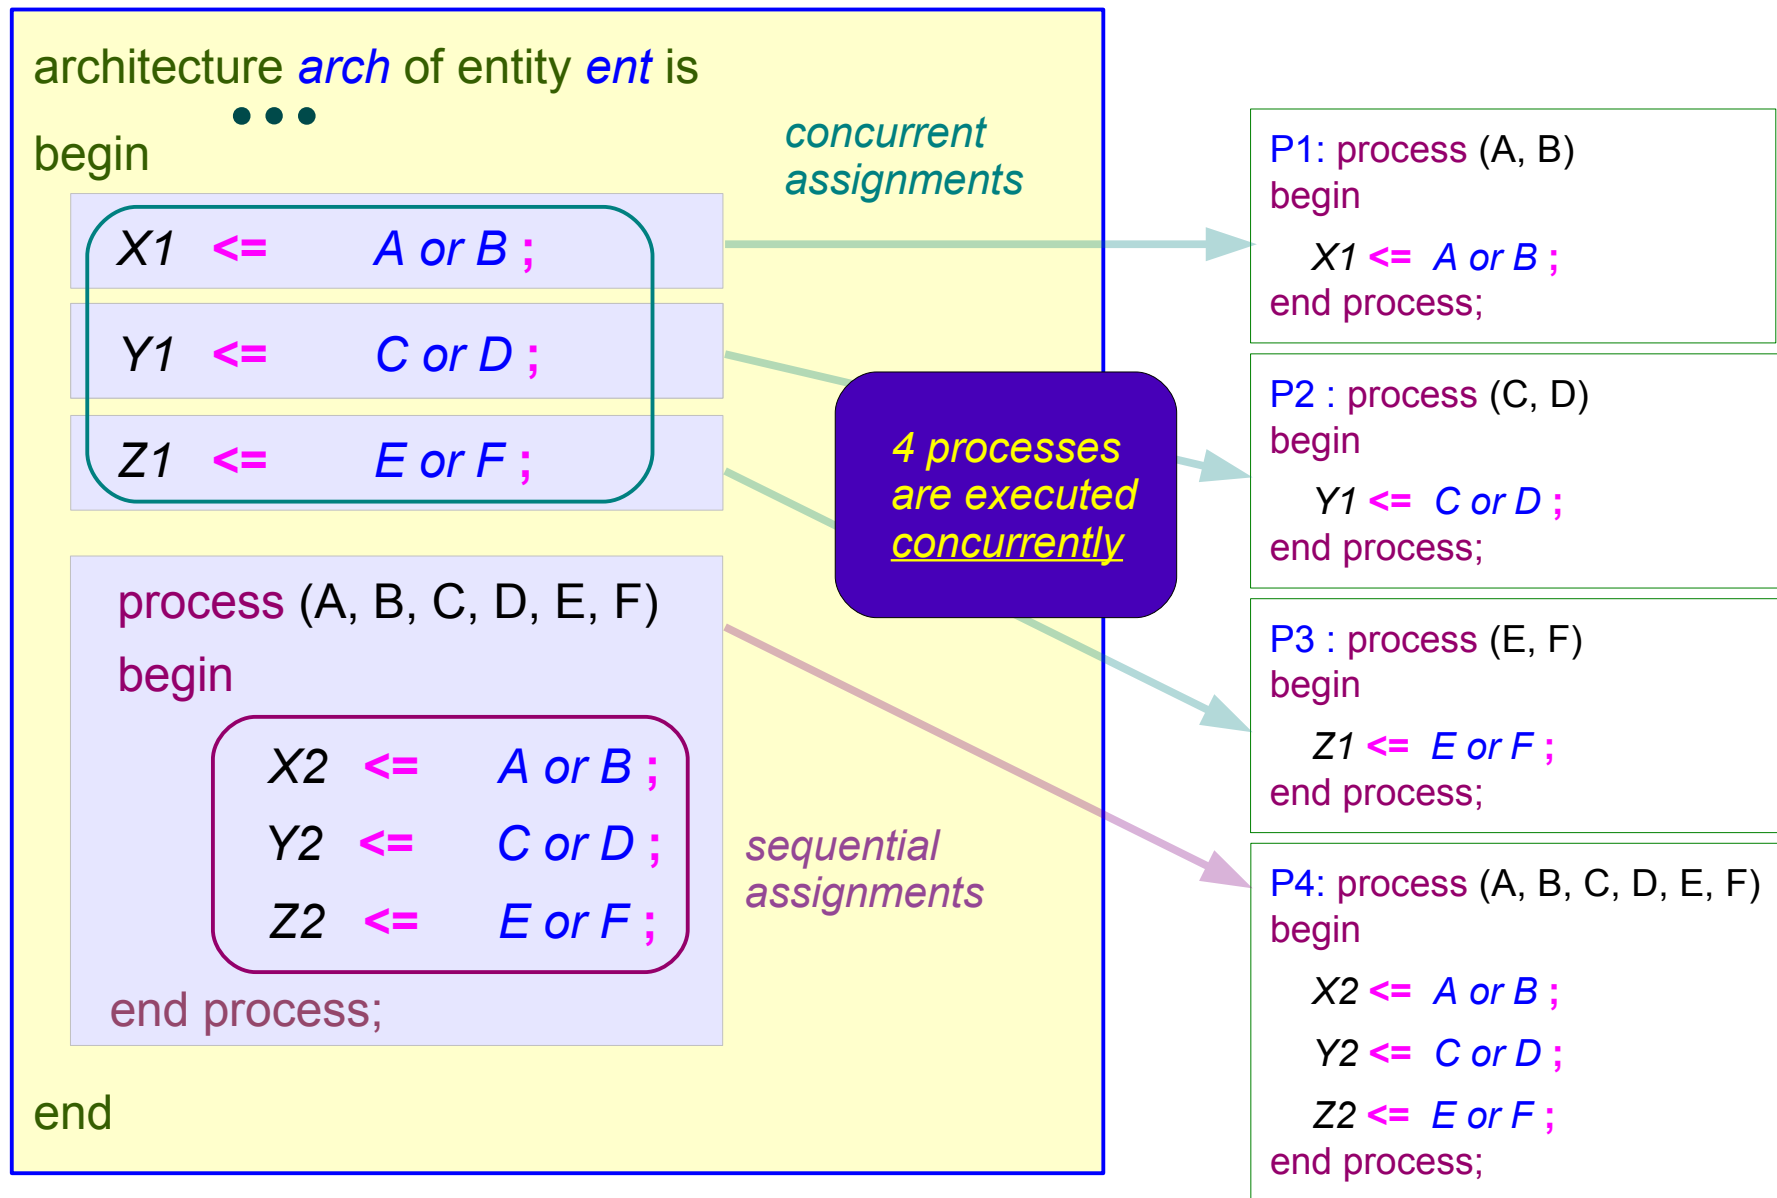 architecture arch of entity ent is
• • •
begin
concurrent
assignments
X1 <= A or B ;
Y1 <= C or D ;
Z1 <= E or F ;
process (A, B, C, D, E, F)
begin
X2 <= A or B ;
Y2 <= C or D ;
Z2 <= E or F ;
end process;
sequential
assignments
end
4 processes
are executed
concurrently
P1: process (A, B)
begin
X1 <= A or B ;
end process;
P2 : process (C, D)
begin
Y1 <= C or D ;
end process;
P3 : process (E, F)
begin
Z1 <= E or F ;
end process;
P4: process (A, B, C, D, E, F)
begin
X2 <= A or B ;
Y2 <= C or D ;
Z2 <= E or F ;
end process;